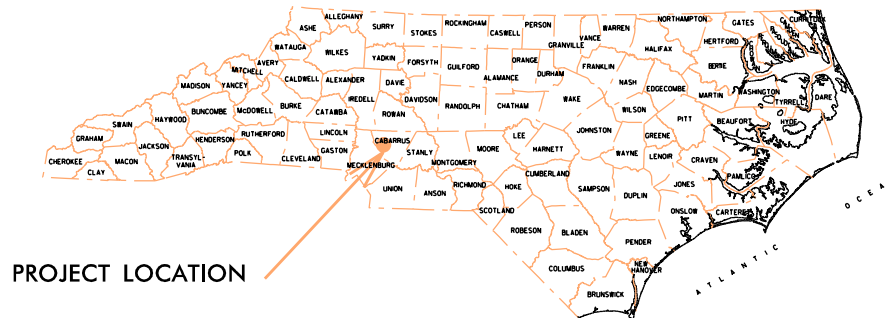 ALLEGHANY
ASHE
SURRY
STOKES
ROCKINGHAM
CASWELL
PERSON
GRANVILLE
VANCE
WARREN
NORTHAMPTON
GATES
HERTFORD
HALIFAX
BERTIE
WATAUGA
WILKES
YADKIN
FORSYTH
GUILFORD
ALAMANCE
ORANGE
DURHAM
FRANKLIN
NASH
EDGECOMBE
MARTIN
WASHINGTON
TYRRELL
DARE
AVERY
MITCHELL
YANCEY
MADISON
CALDWELL
ALEXANDER
DAVIE
IREDELL
DAVIDSON
RANDOLPH
CHATHAM
WAKE
WILSON
PITT
BEAUFORT
HYDE
HAYWOOD
BUNCOMBE
McDOWELL
BURKE
CATAWBA
ROWAN
SWAIN
GRAHAM
JACKSON
HENDERSON
RUTHERFORD
LINCOLN
CABARRUS
STANLY
MONTGOMERY
MOORE
LEE
HARNETT
JOHNSTON
WAYNE
GREENE
LENOIR
CRAVEN
PAMLICO
CHEROKEE
MACON
CLAY
TRANSYL-
VANIA
POLK
CLEVELAND
GASTON
MECKLENBURG
UNION
ANSON
RICHMOND
SCOTLAND
HOKE
CUMBERLAND
SAMPSON
DUPLIN
JONES
ONSLOW
CARTERET
ROBESON
BLADEN
PENDER
COLUMBUS
NEW
HANOVER
BRUNSWICK
ATLANTIC
OCEA
PROJECT LOCATION